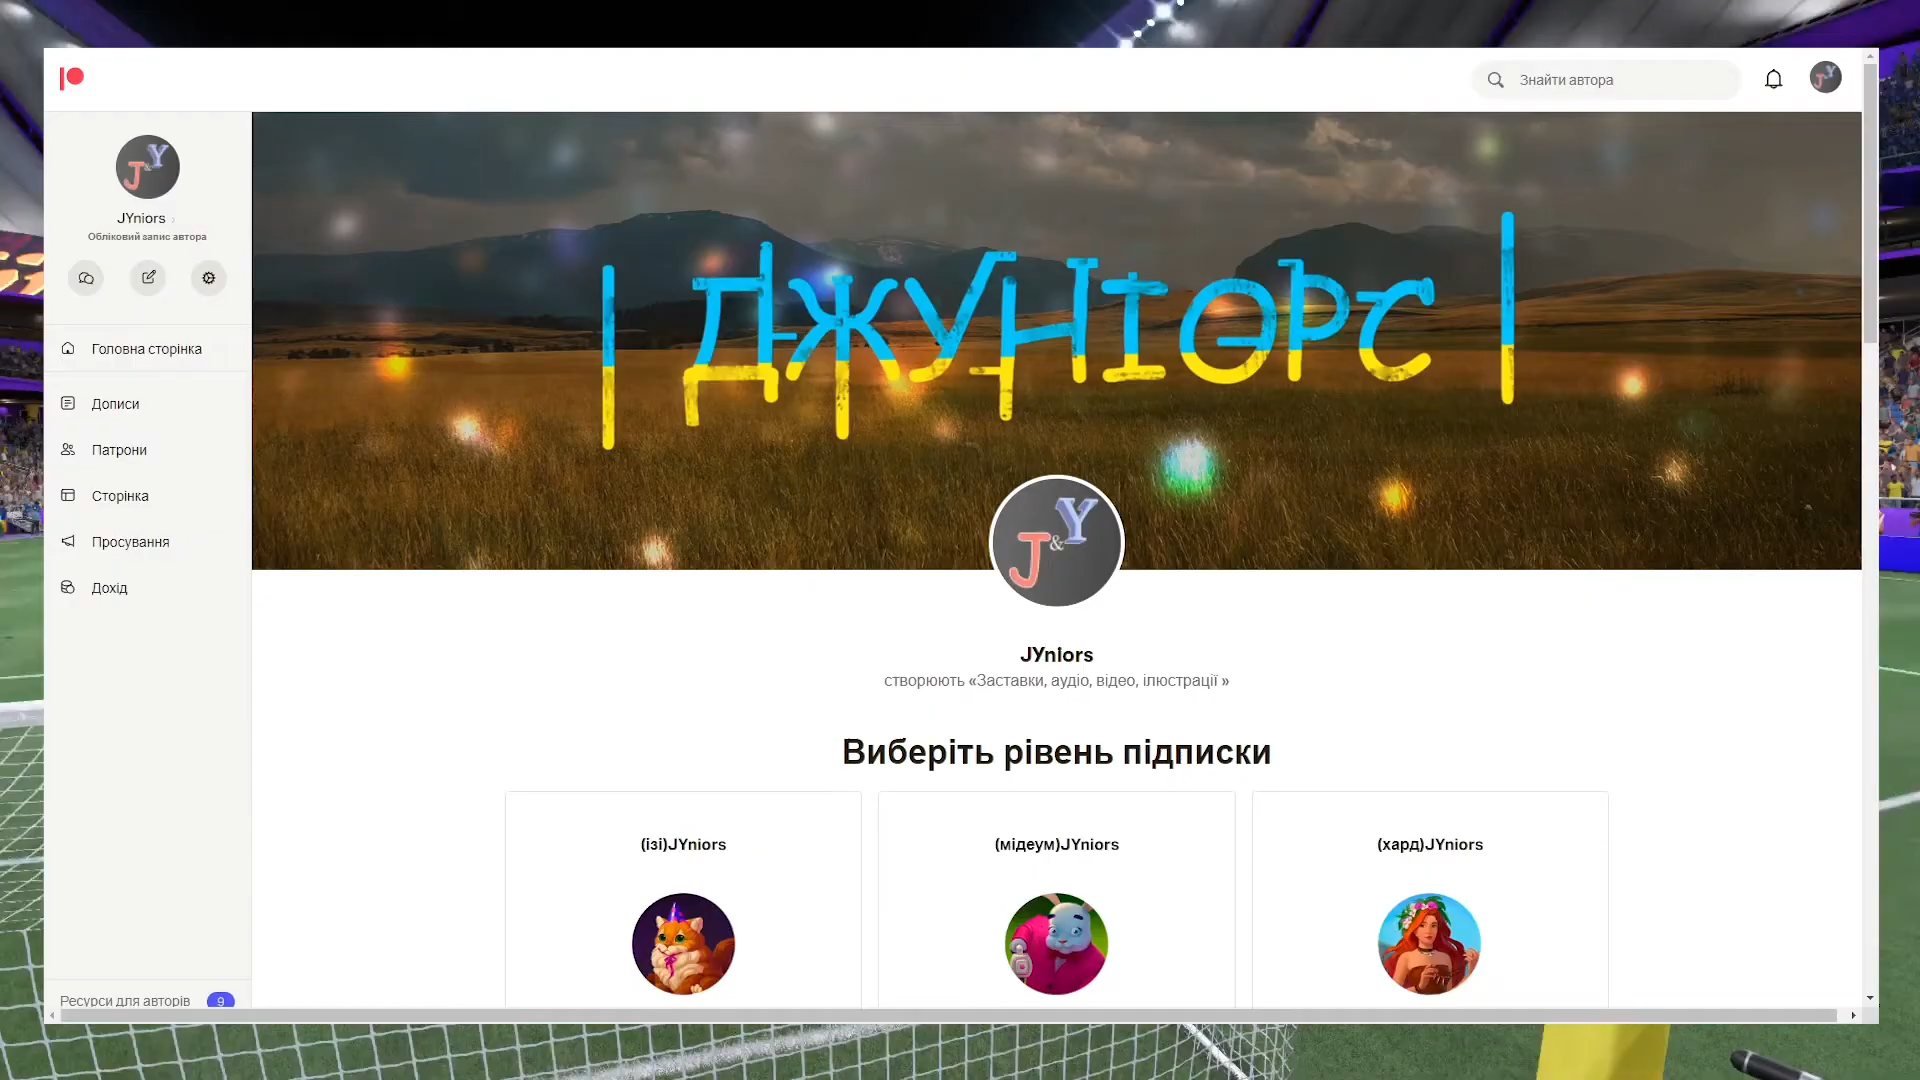 Знайти автора
J&Y
J&Y
JYniors
Обліковий запис автора
Головна сторінка
Дописи
Патрони
Сторінка
Просування
Дохід
Ресурси для авторів 9
|ДЖУНІОРС|
J&Y
JYniors
створюють «Заставки, аудіо, відео, ілюстрації »
Виберіть рівень підписки
(ізі)JYniors
(мідеум)JYniors
(хард)JYniors